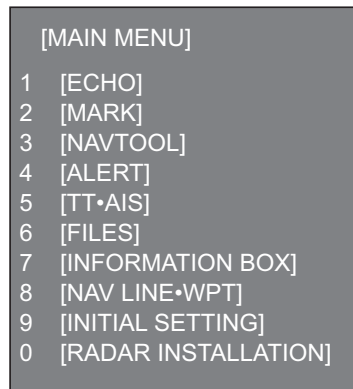 [MAIN MENU]
1 [ECHO]
2 [MARK]
3 [NAVTOOL]
4 [ALERT]
5 [TT•AIS]
6 [FILES]
7 [INFORMATION BOX]
8 [NAV LINE•WPT]
9 [INITIAL SETTING]
0 [RADAR INSTALLATION]